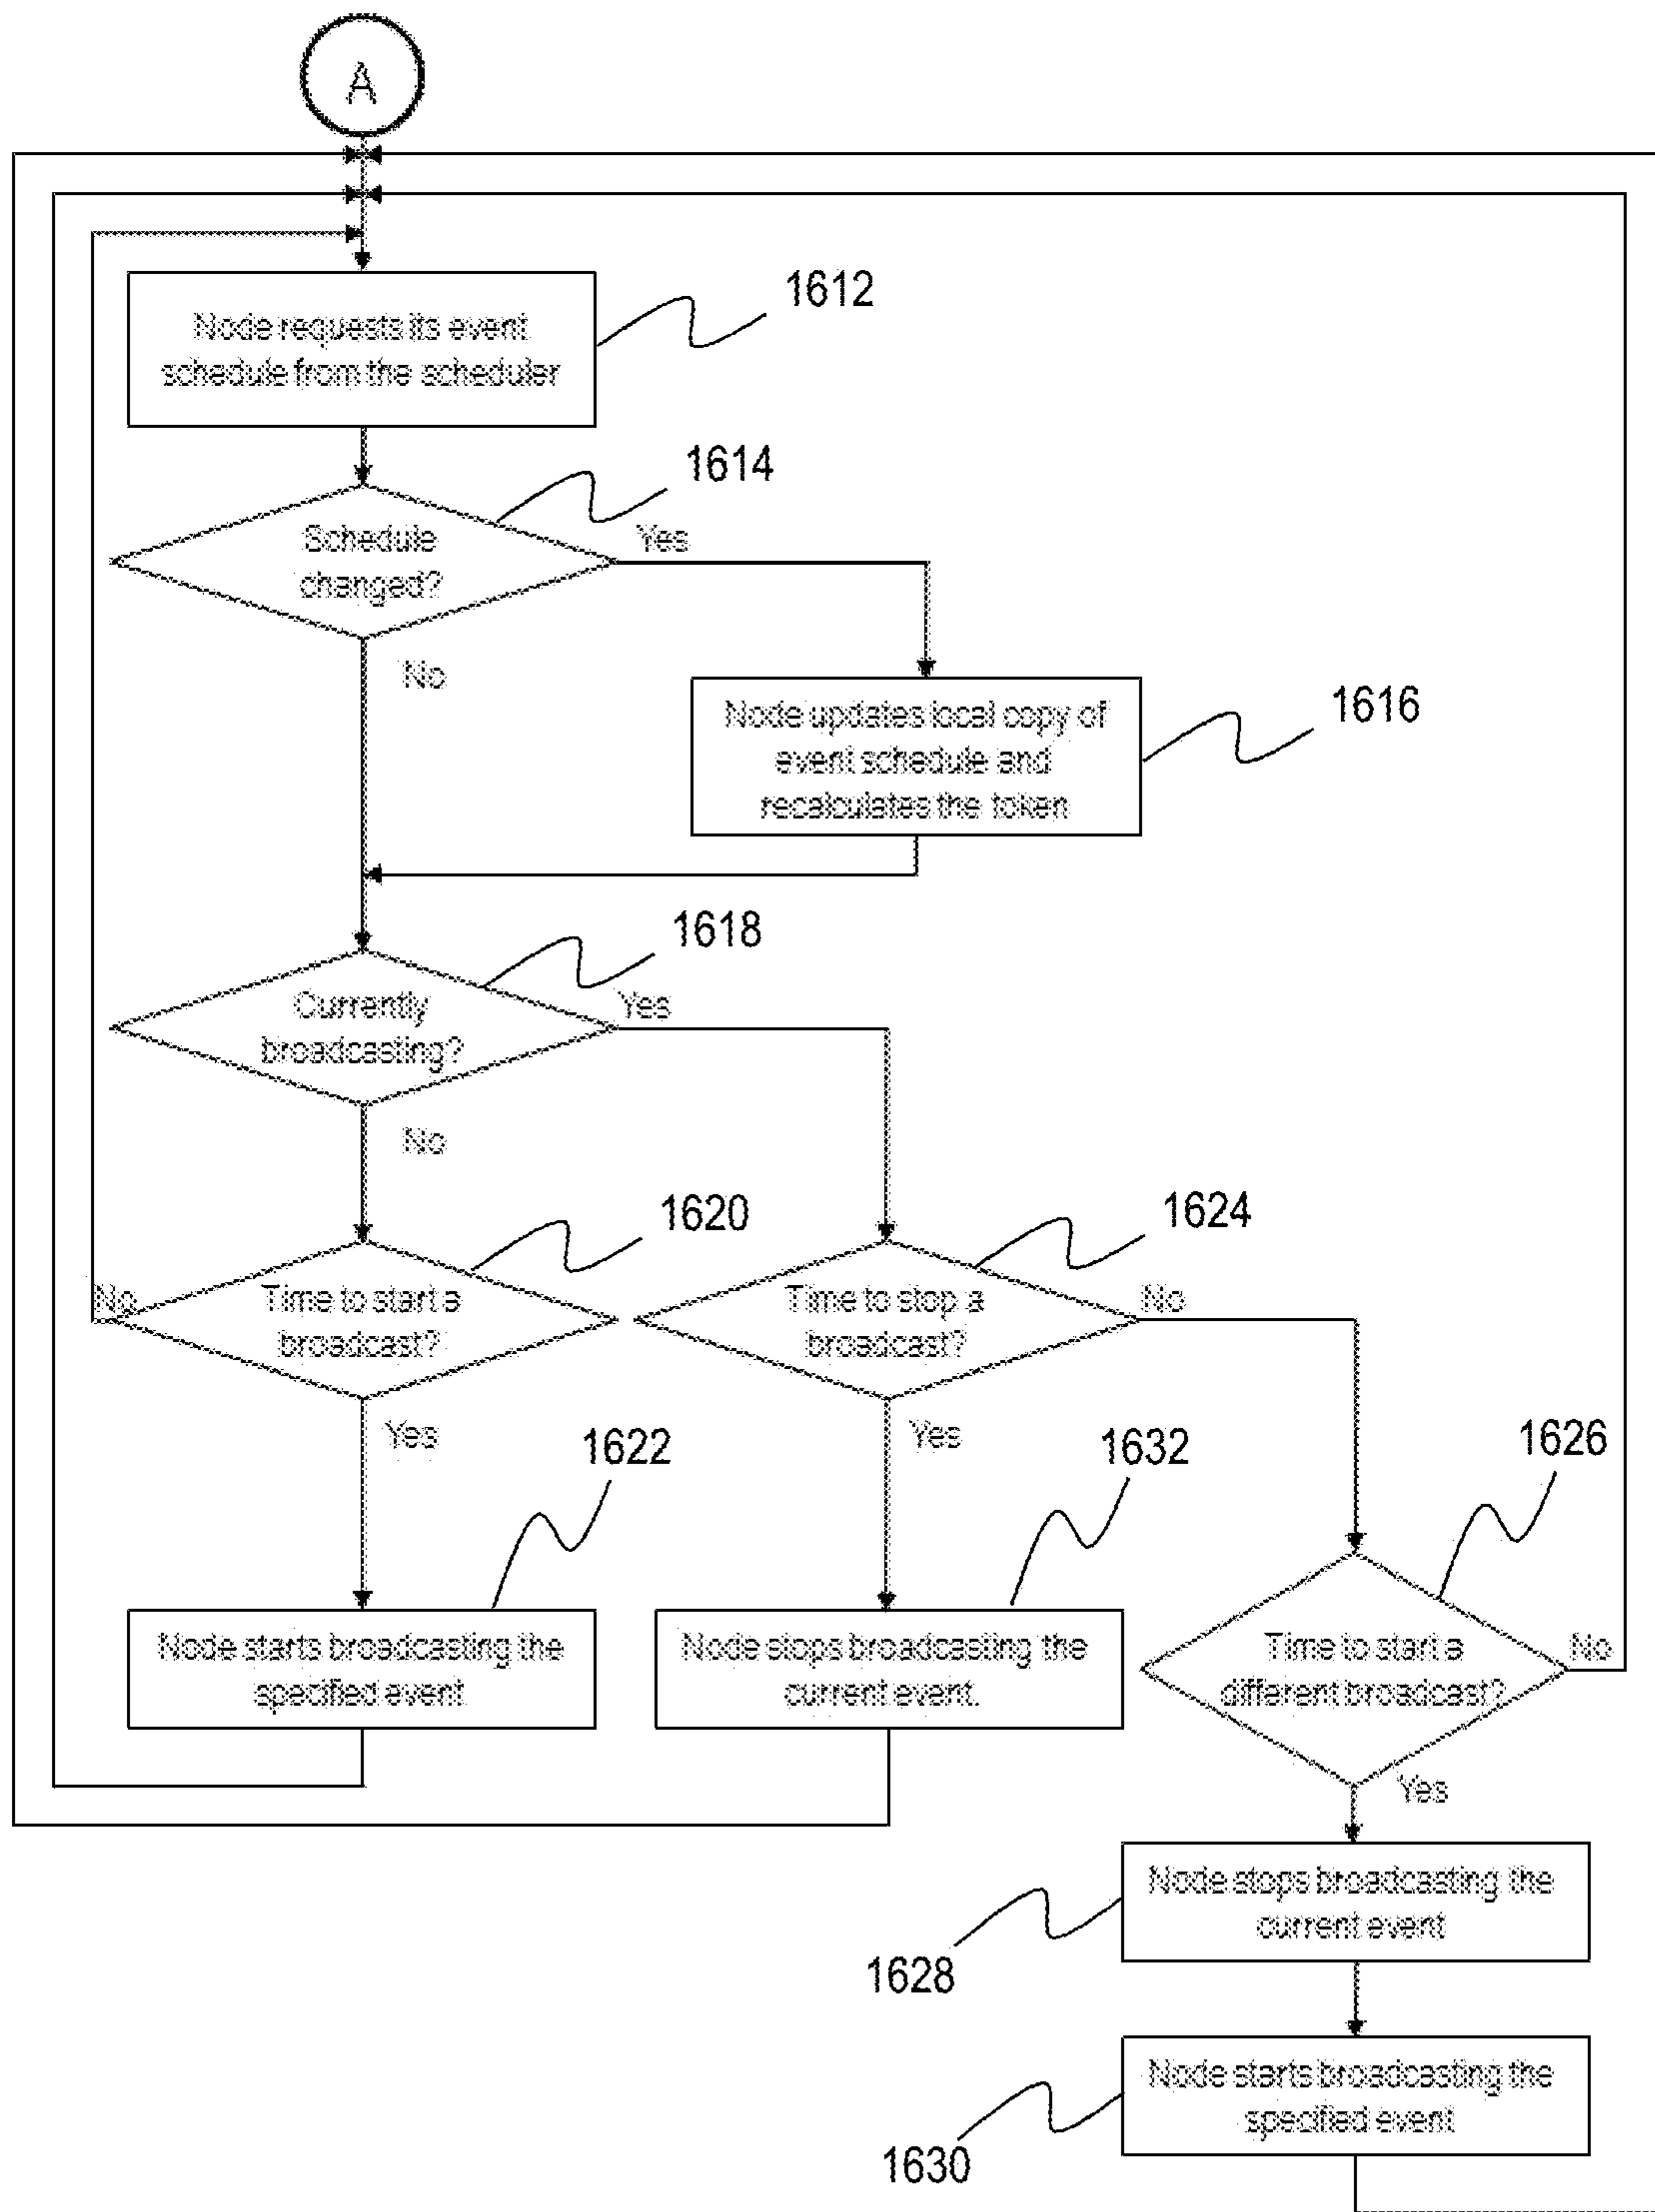 A
1612
Node requests its event
schedule from the scheduler
1614
Schedule
changed?
Yes
No
1616
Node updates local copy of
event schedule and
recalculates the token
1618
Currently
broadcasting?
Yes
No
1620
1624
No
Time to start a
broadcast?
Time to stop a
broadcast?
No
Yes
Yes
1622
1632
1626
Node starts broadcasting the
specified event
Node stops broadcasting the
current event.
Time to start a
different broadcast?
No
Yes
Node stops broadcasting the
current event
1628
Node starts broadcasting the
specified event
1630